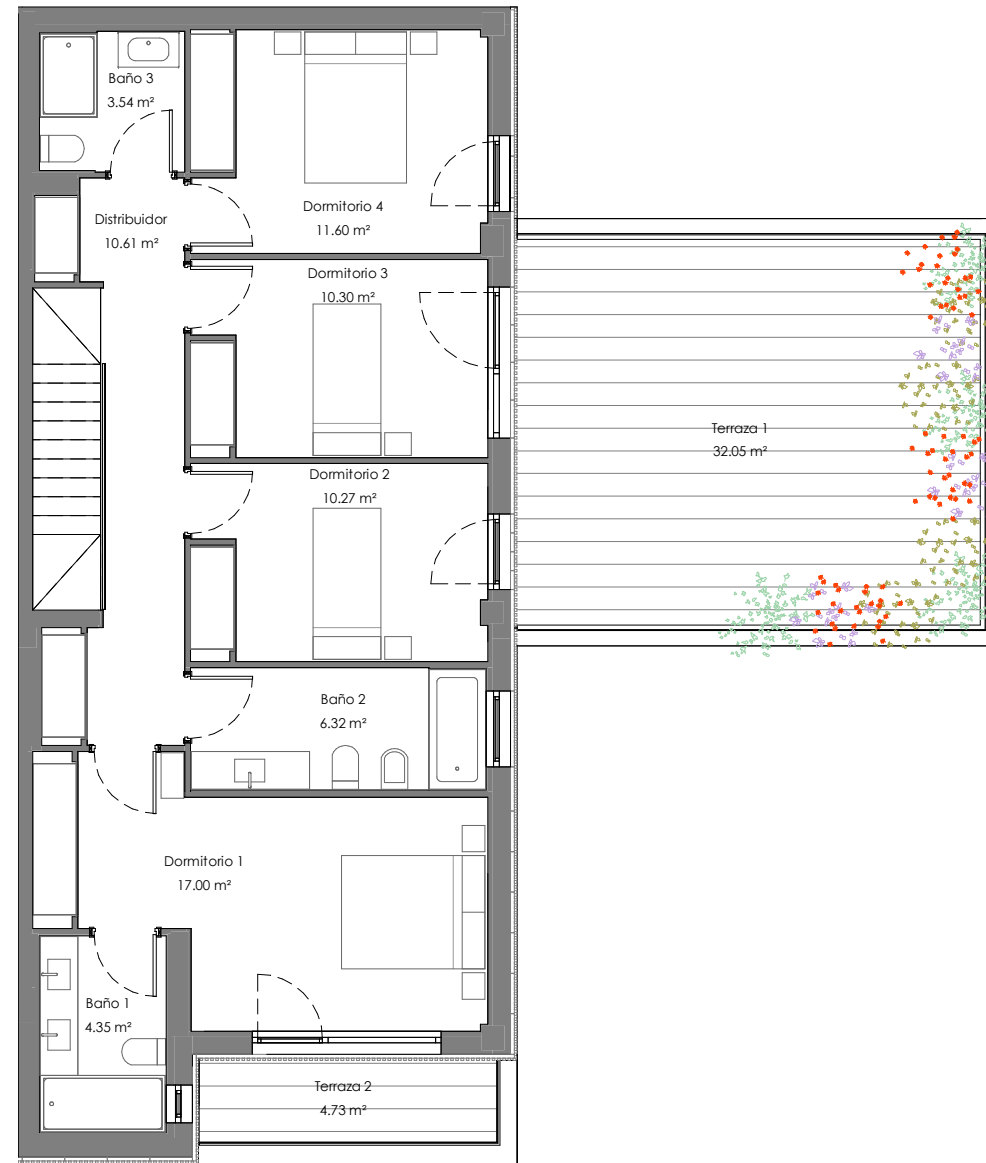 Baño 3
3.54 m²
Distribuidor
10.61 m²
Dormitorio 4
11.60 m²
Dormitorio 3
10.30 m²
Terraza 1
32.05 m²
Dormitorio 2
10.27 m²
Baño 2
6.32 m²
Dormitorio 1
17.00 m²
Baño 1
4.35 m²
Terraza 2
4.73 m²